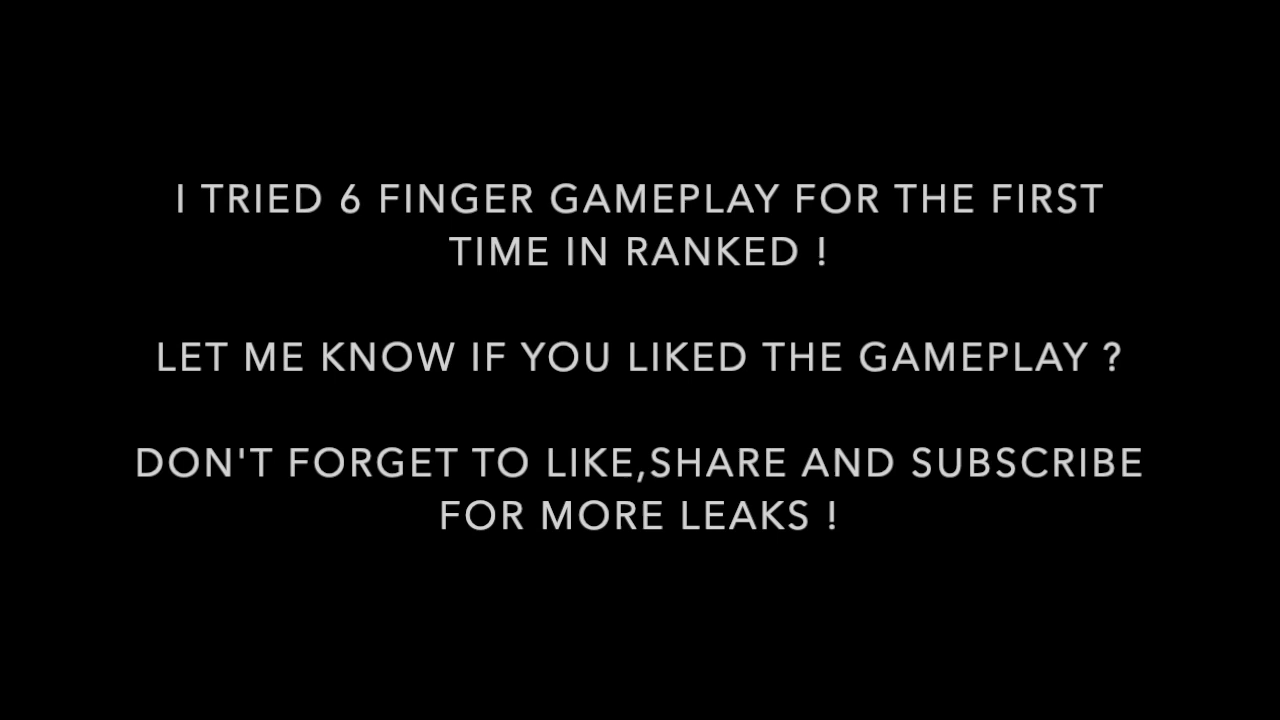 I TRIED 6 FINGER GAMEPLAY FOR THE FIRST
TIME IN RANKED !
LET ME KNOW IF YOU LIKED THE GAMEPLAY ?
DON'T FORGET TO LIKE,SHARE AND SUBSCRIBE
FOR MORE LEAKS !